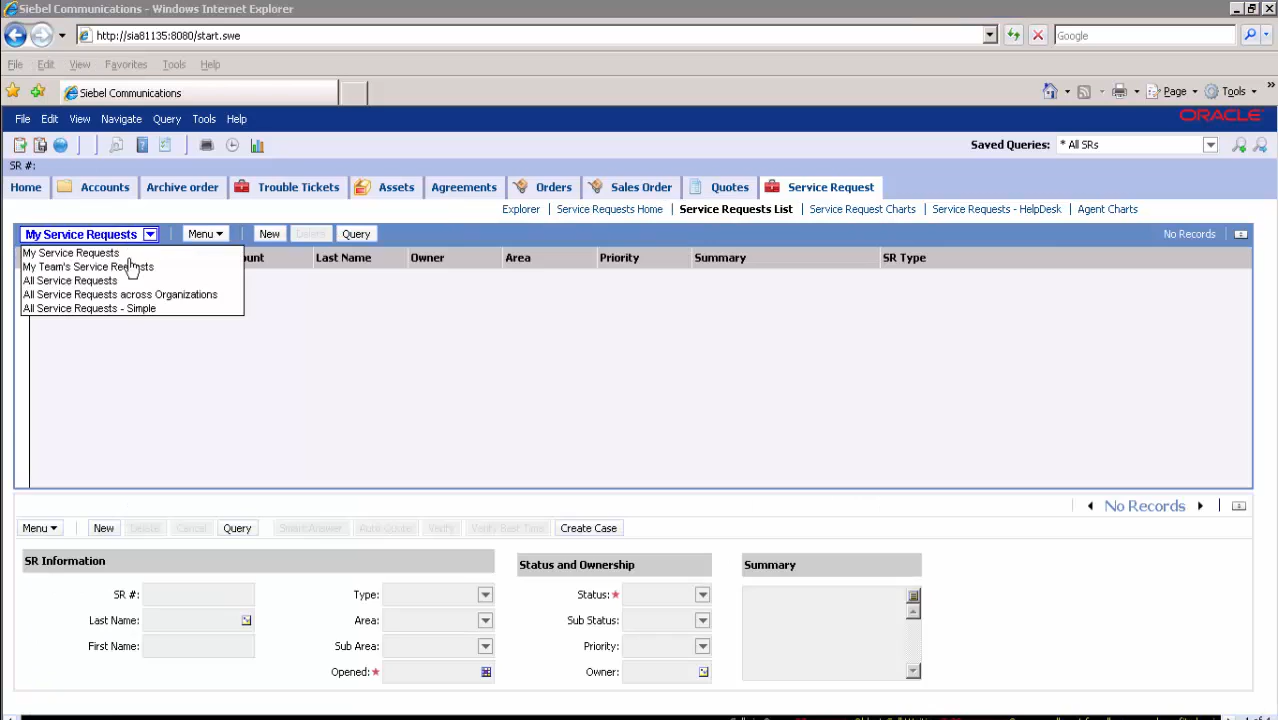 Siebel Communications - Windows Internet Explorer
http://sia81135:8080/start.swe
Google
File Edit View Favorites Tools Help
Siebel Communications
Page Tools
File Edit View Navigate Query Tools Help
ORACLE
Saved Queries: * All SRs
SR #:
Home Accounts Archive order Trouble Tickets Assets Agreements Orders Sales Order Quotes Service Request
Explorer Service Requests Home Service Requests List Service Request Charts Service Requests - HelpDesk Agent Charts
My Service Requests Menu New Delete Query No Records
Last Name Owner Area Priority Summary SR Type
My Service Requests
My Team's Service Requests
All Service Requests
All Service Requests across Organizations
All Service Requests - Simple
No Records
Menu New Delete Cancel Query SmartAnswer Auto Quote Verify Verify Best Time Create Case
SR Information Status and Ownership Summary
SR #: Type: Status:*
Last Name: Area: Sub Status:
First Name: Sub Area: Priority:
Opened:* Owner: